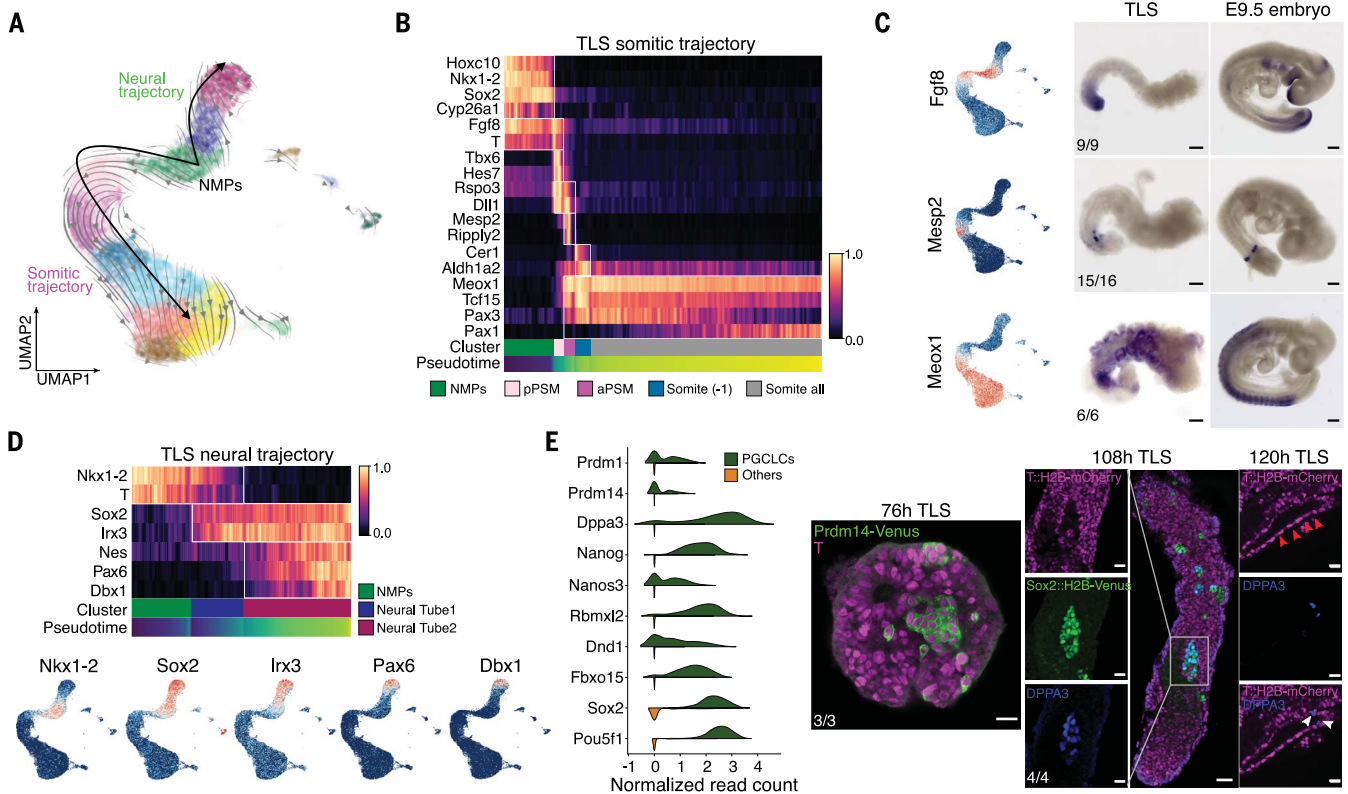 A
Neural
trajectory
NMPs
Somitic
trajectory
UMAP2
UMAP1
B
TLS somitic trajectory
Hoxc10
Nkx1-2
Sox2
Cyp26a1
Fgf8
T
Tbx6
Hes7
Rspo3
Dll1
Mesp2
Ripply2
Cer1
Aldh1a2
Meox1
Tcf15
Pax3
Pax1
Cluster
Pseudotime
1.0
0.0
NMPs
pPSM
aPSM
Somite (-1)
Somite all
C
TLS
E9.5 embryo
Fgf8
9/9
Mesp2
15/16
Meox1
6/6
D
TLS neural trajectory
Nkx1-2
T
Sox2
Irx3
Nes
Pax6
Dbx1
Cluster
Pseudotime
1.0
0.0
NMPs
Neural Tube1
Neural Tube2
Nkx1-2
Sox2
Irx3
Pax6
Dbx1
E
Prdm1
Prdm14
Dppa3
Nanog
Nanos3
Rbmxl2
Dnd1
Fbxo15
Sox2
Pou5f1
0
1
2
3
4
Normalized read count
PGCLCs
Others
76h TLS
Prdm14-Venus
T
3/3
108h TLS
T::H2B-mCherry
Sox2::H2B-Venus
DPPA3
4/4
120h TLS
T::H2B-mCherry
DPPA3
T::H2B-mCherry
DPPA3